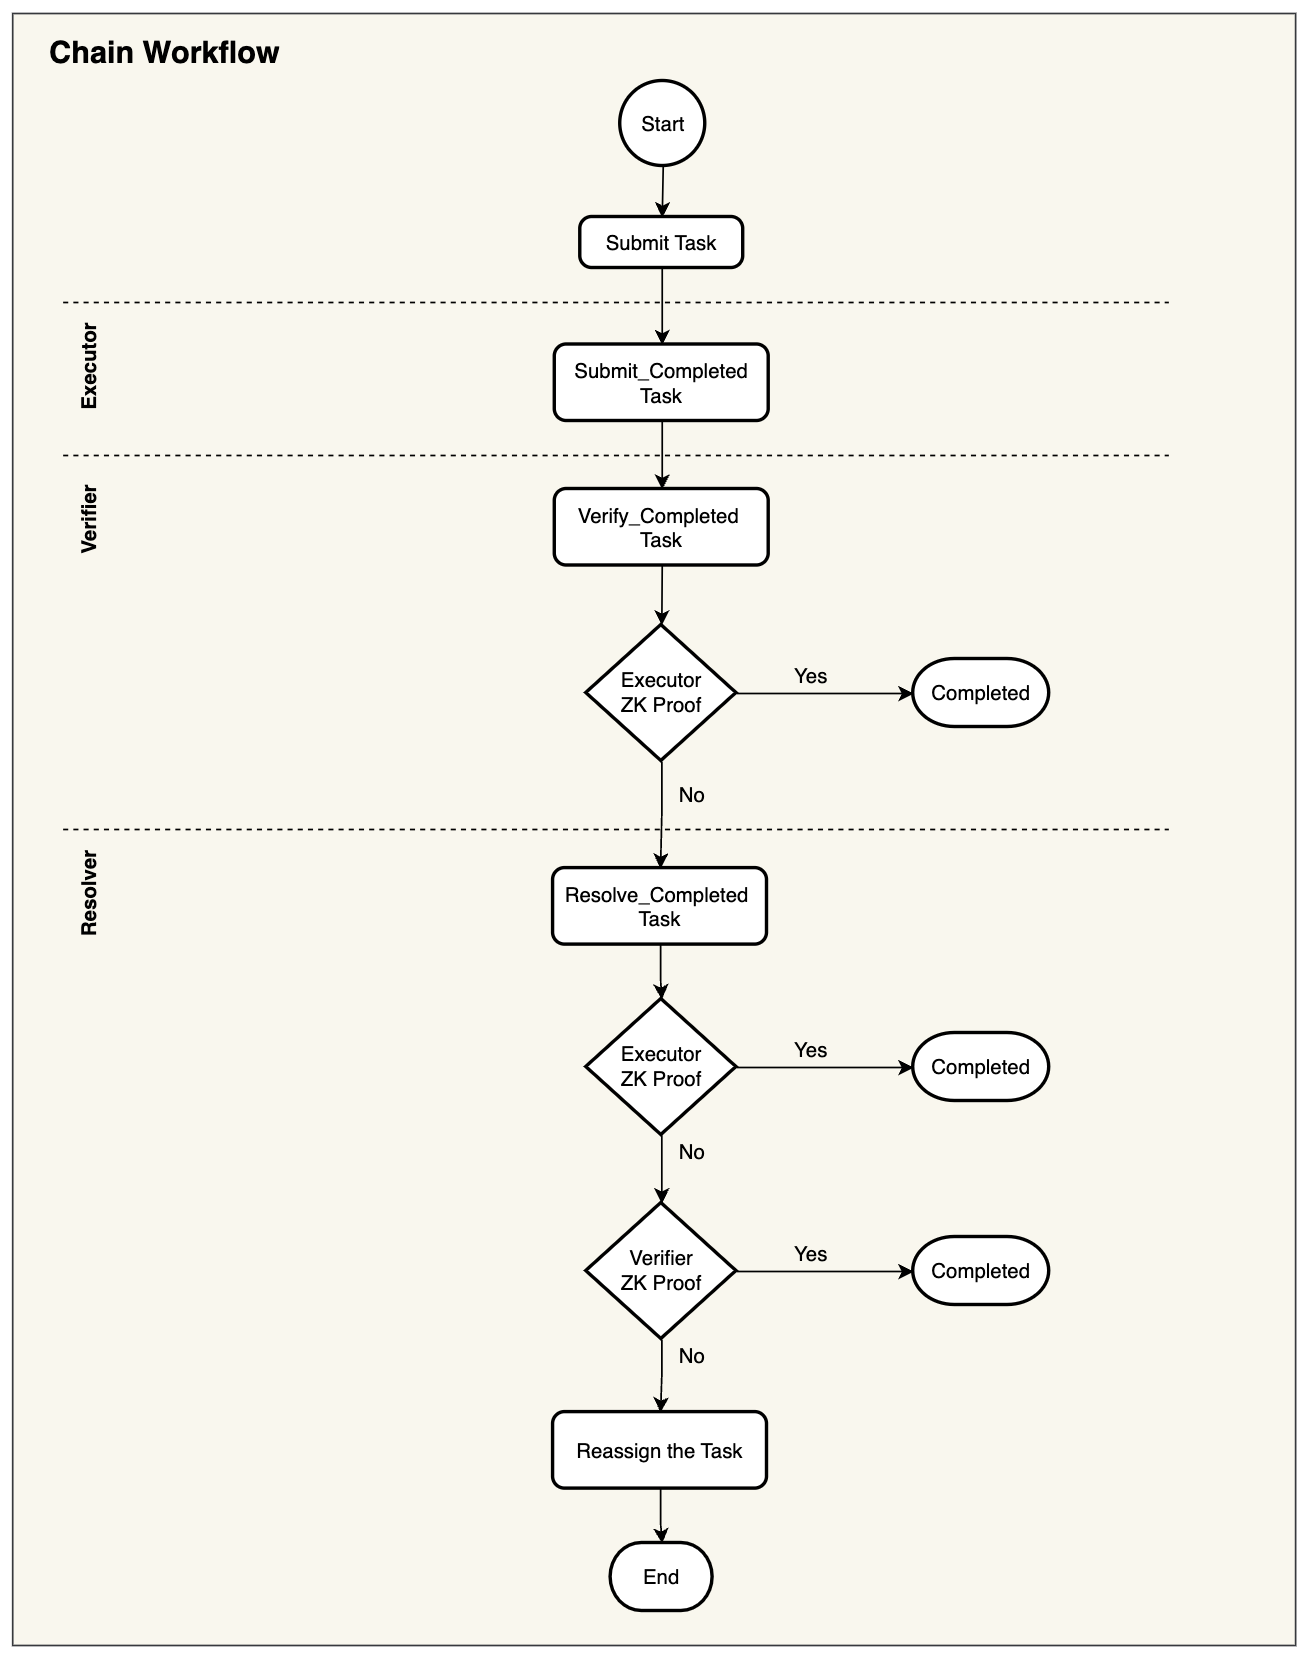 Chain Workflow
Start
Submit Task
Executor
Submit_Completed
Task
Verifier
Verify_Completed
Task
Executor
ZK Proof
Yes
Completed
No
Resolver
Resolve_Completed
Task
Executor
ZK Proof
Yes
Completed
No
Verifier
ZK Proof
Yes
Completed
No
Reassign the Task
End